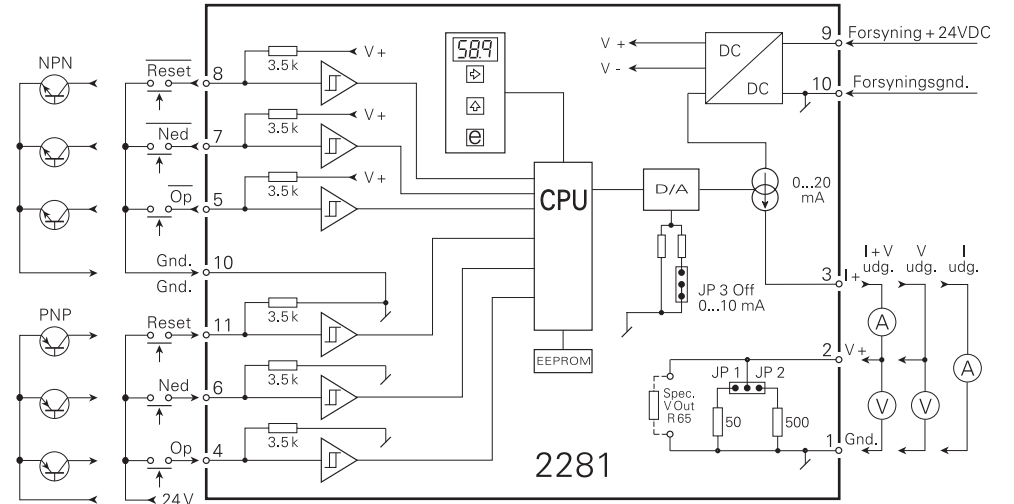 NPN
Reset
8
3.5 k
V +
58.9
e
V +
V -
DC
DC
9
Forsyning + 24VDC
10
Forsyningsgnd.
Ned
7
3.5 k
V +
Op
5
3.5 k
V +
CPU
D/A
0...20
mA
Gnd.
10
Gnd.
JP 3 Off
0...10 mA
3
I +
I + V
udg.
V
udg.
I
udg.
A
A
PNP
Reset
11
3.5 k
EEPROM
Ned
6
3.5 k
2
V +
JP 1
JP 2
Spec.
V Out
R 65
50
500
V
V
Op
4
3.5 k
1
Gnd.
24 V
2281